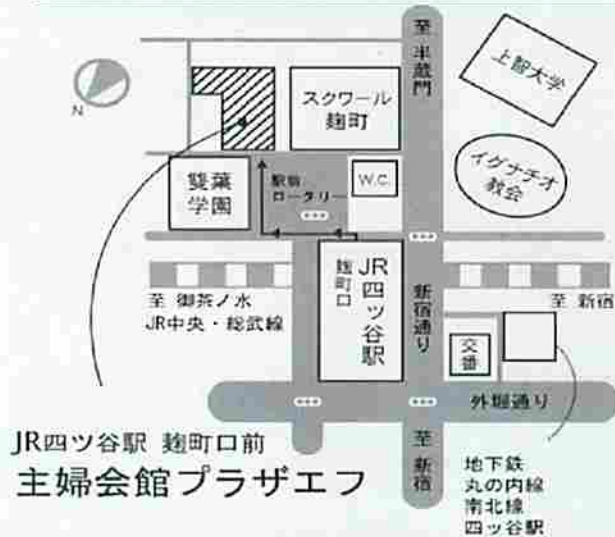 至 半蔵門
上智大学
スクワール
麹町
N
イグナチオ
教会
雙葉
学園
駅前
ロータリー
W.C.
麹町口
JR四ッ谷駅
新宿通り
至 御茶ノ水
JR中央・総武線
至 新宿
交番
外堀通り
至 新宿
JR四ツ谷駅 麹町口前
主婦会館プラザエフ
地下鉄
丸の内線
南北線
四ッ谷駅